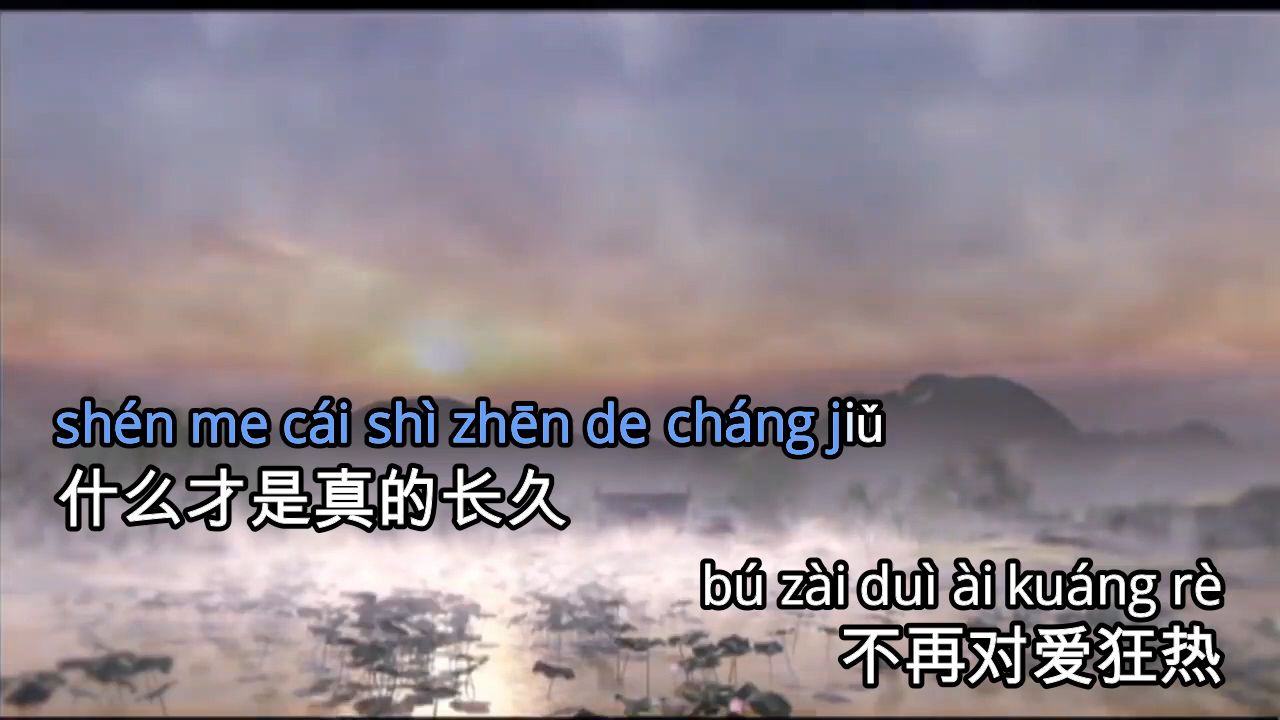 shén me cái shì zhēn de cháng jiǔ
什么才是真的长久
bú zài duì ài kuáng rè
不再对爱狂热